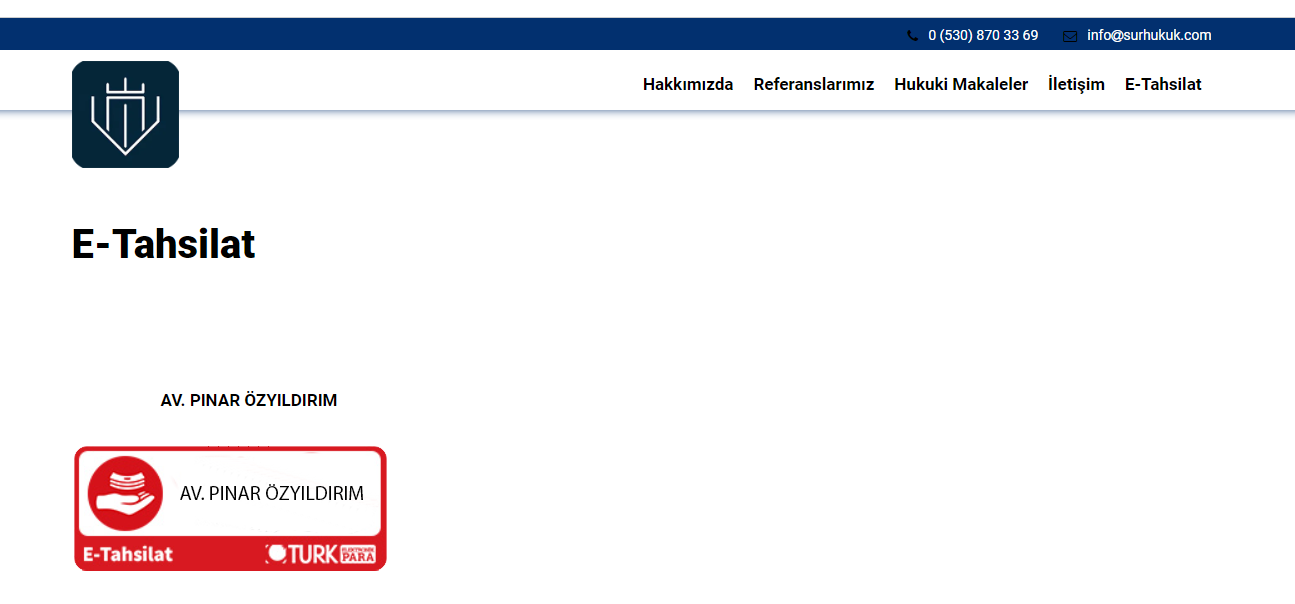 0 (530) 870 33 69 info@surhukuk.com
Hakkımızda Referanslarımız Hukuki Makaleler İletişim E-Tahsilat
E-Tahsilat
AV. PINAR ÖZYILDIRIM
AV. PINAR ÖZYILDIRIM
E-Tahsilat TURK ELEKTRONİK PARA